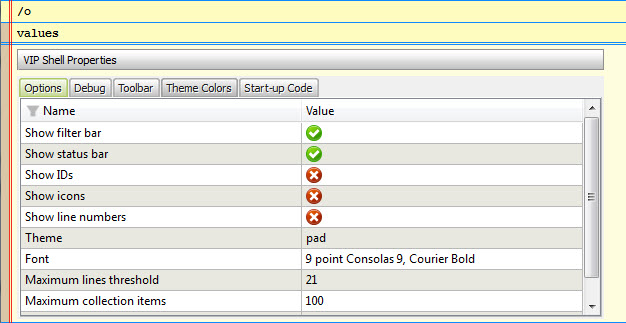 /o
values
VIP Shell Properties
Options Debug Toolbar Theme Colors Start-up Code
Name Value
Show filter bar
Show status bar
Show IDs
Show icons
Show line numbers
Theme pad
Font 9 point Consolas 9, Courier Bold
Maximum lines threshold 21
Maximum collection items 100